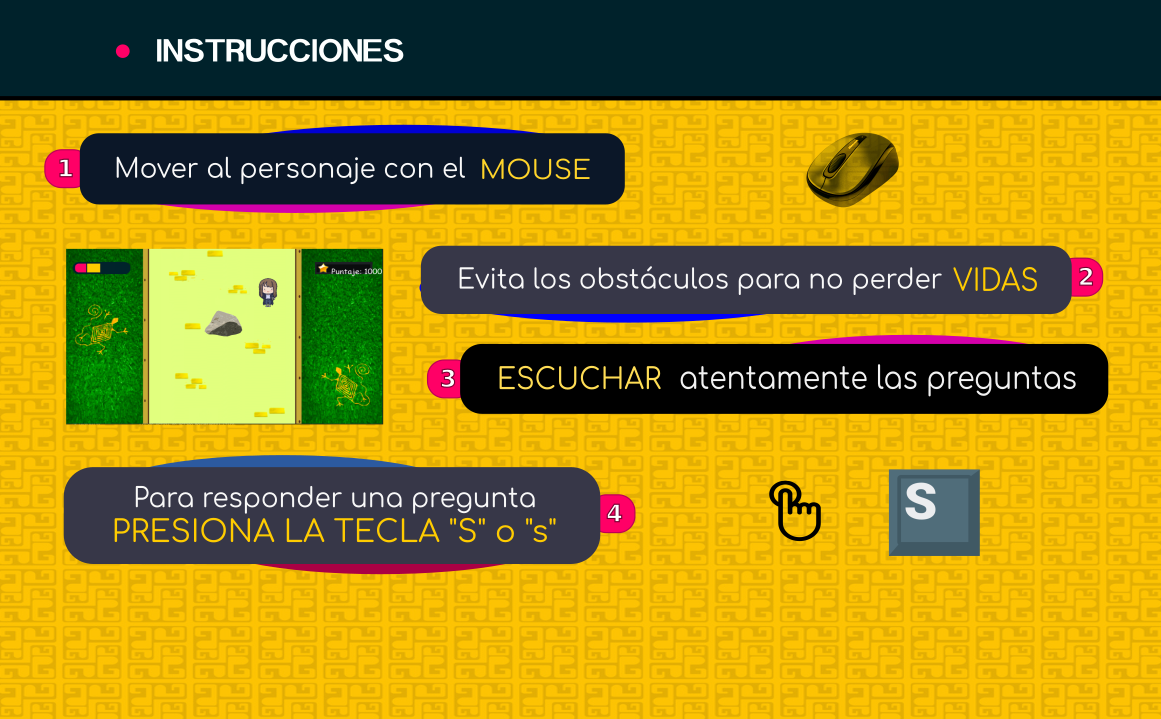 INSTRUCCIONES
1 Mover al personaje con el MOUSE
Puntaje: 1000
Evita los obstáculos para no perder VIDAS 2
3 ESCUCHAR atentamente las preguntas
Para responder una pregunta
PRESIONA LA TECLA "S" o "s"
4
S